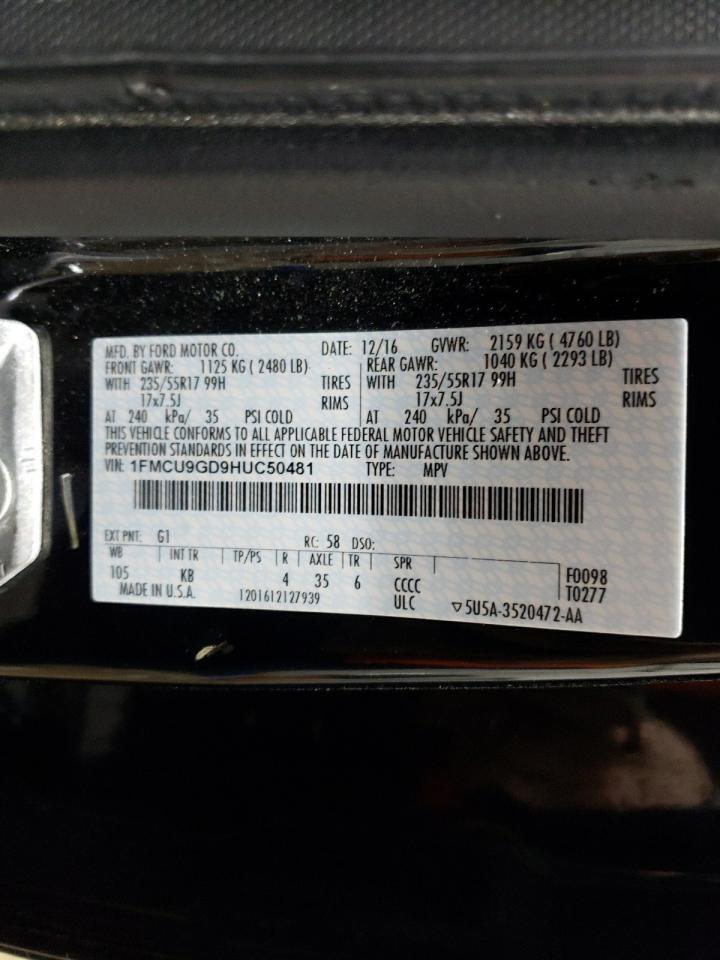 MFD. BY FORD MOTOR CO. DATE: 12/16 GVWR: 2159 KG ( 4760 LB)
FRONT GAWR: 1125 KG ( 2480 LB) REAR GAWR: 1040 KG ( 2293 LB)
WITH 235/55R17 99H TIRES WITH 235/55R17 99H TIRES
17x7.5J RIMS 17x7.5J RIMS
AT 240 kPa/ 35 PSI COLD AT 240 kPa/ 35 PSI COLD
THIS VEHICLE CONFORMS TO ALL APPLICABLE FEDERAL MOTOR VEHICLE SAFETY AND THEFT
PREVENTION STANDARDS IN EFFECT ON THE DATE OF MANUFACTURE SHOWN ABOVE.
VIN: 1FMCU9GD9HUC50481 TYPE: MPV
EXT PNT: G1 RC: 58 DSO:
WB INT TR TP/PS R AXLE TR SPR
105 KB 4 35 6 CCCC F0098
MADE IN U.S.A. 1201612127939 ULC T0277
▽5U5A-3520472-AA